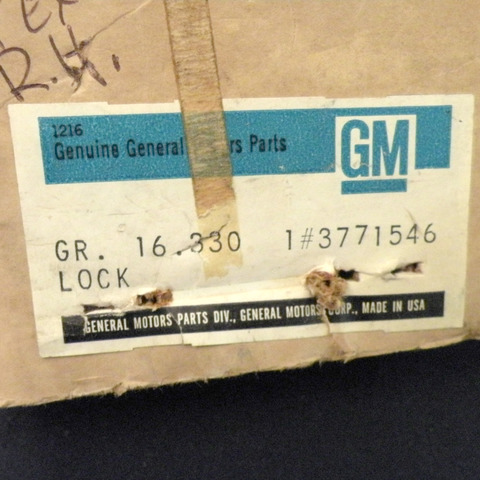 R.H.
1216
Genuine General Parts
GM
GR. 16.330 1#3771546
LOCK
GENERAL MOTORS PARTS DIV., GENERAL MOTORS CORP., MADE IN USA